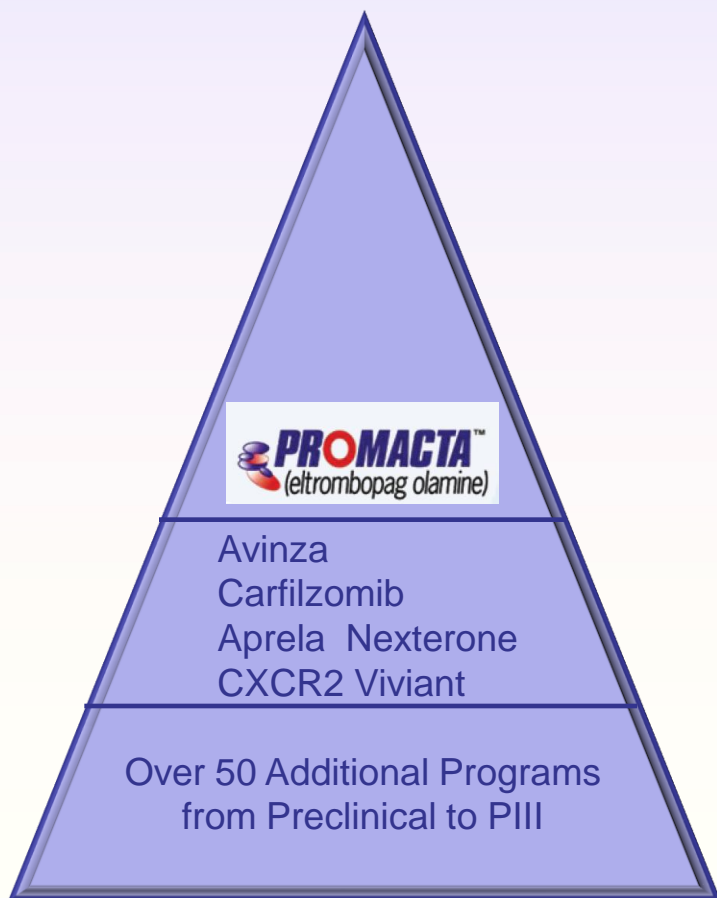 PROMACTA™
(eltrombopag olamine)
Avinza
Carfilzomib
Aprela Nexterone
CXCR2 Viviant
Over 50 Additional Programs
from Preclinical to PIII